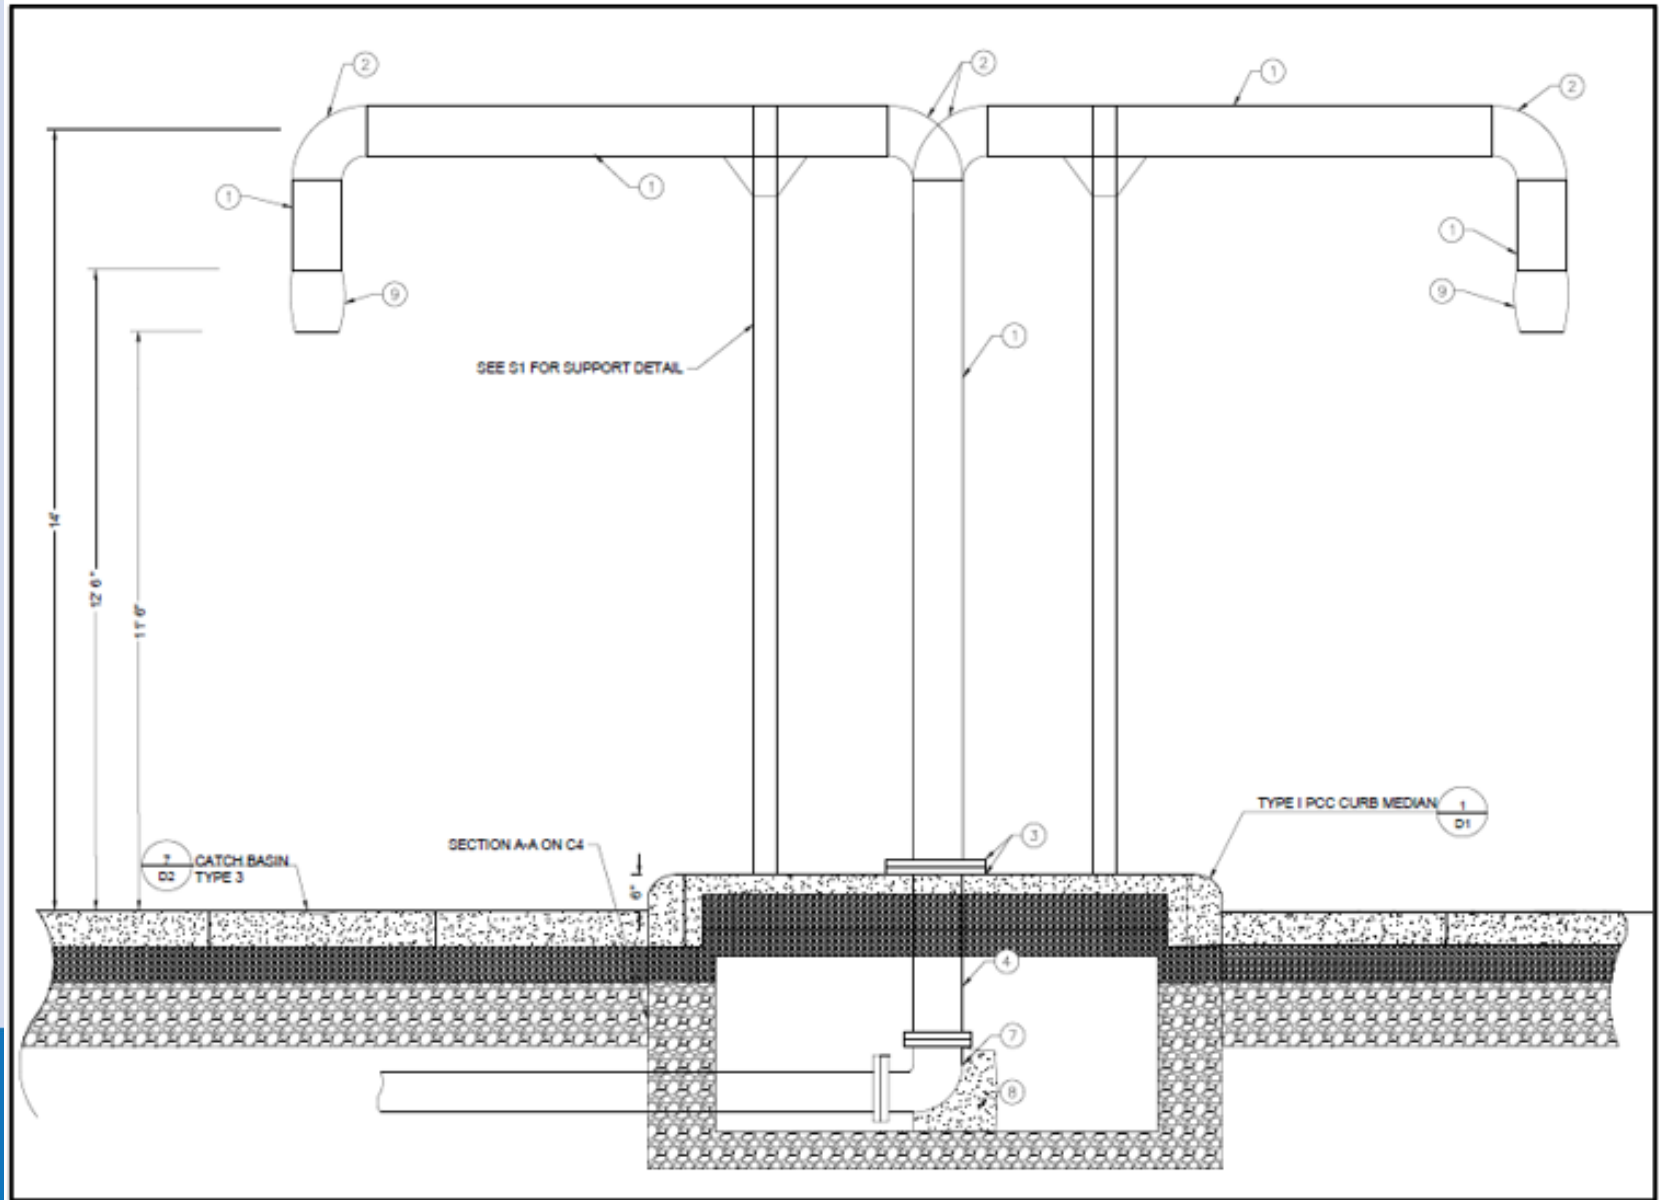 2
2
1
2
1
1
1
9
9
1
SEE S1 FOR SUPPORT DETAIL
14'
12' 6"
11' 6"
TYPE I PCC CURB MEDIAN
1
D1
3
SECTION A-A ON C4
7
D2
CATCH BASIN
TYPE 3
6"
4
7
8